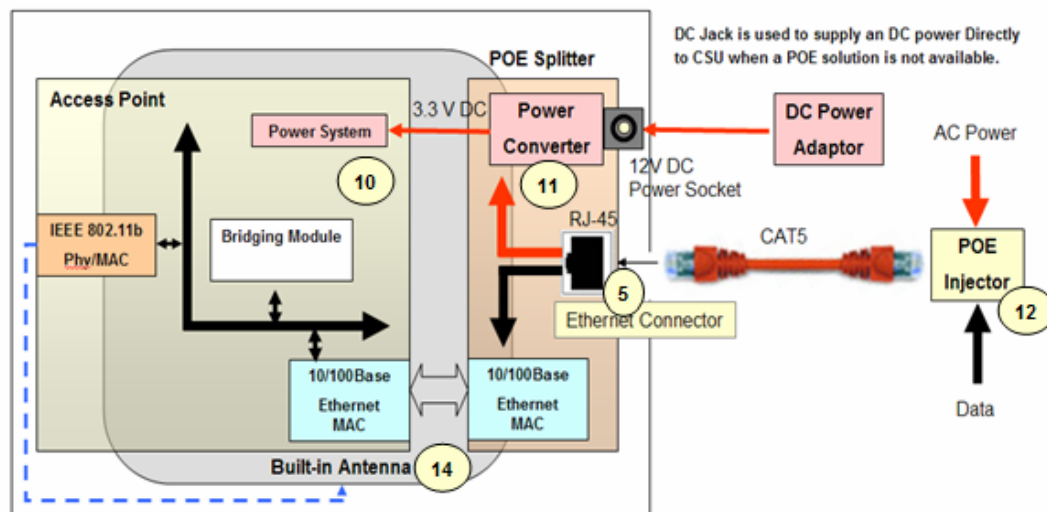 DC Jack is used to supply an DC power Directly
to CSU when a POE solution is not available.
POE Splitter
Access Point
3.3 V DC
Power System
10
Power
Converter
11
12V DC
Power Socket
DC Power
Adaptor
AC Power
IEEE 802.11b
Phy/MAC
Bridging Module
RJ-45
5
Ethernet Connector
CAT5
POE
Injector
12
10/100Base
Ethernet
MAC
10/100Base
Ethernet
MAC
Data
Built-in Antenna
14